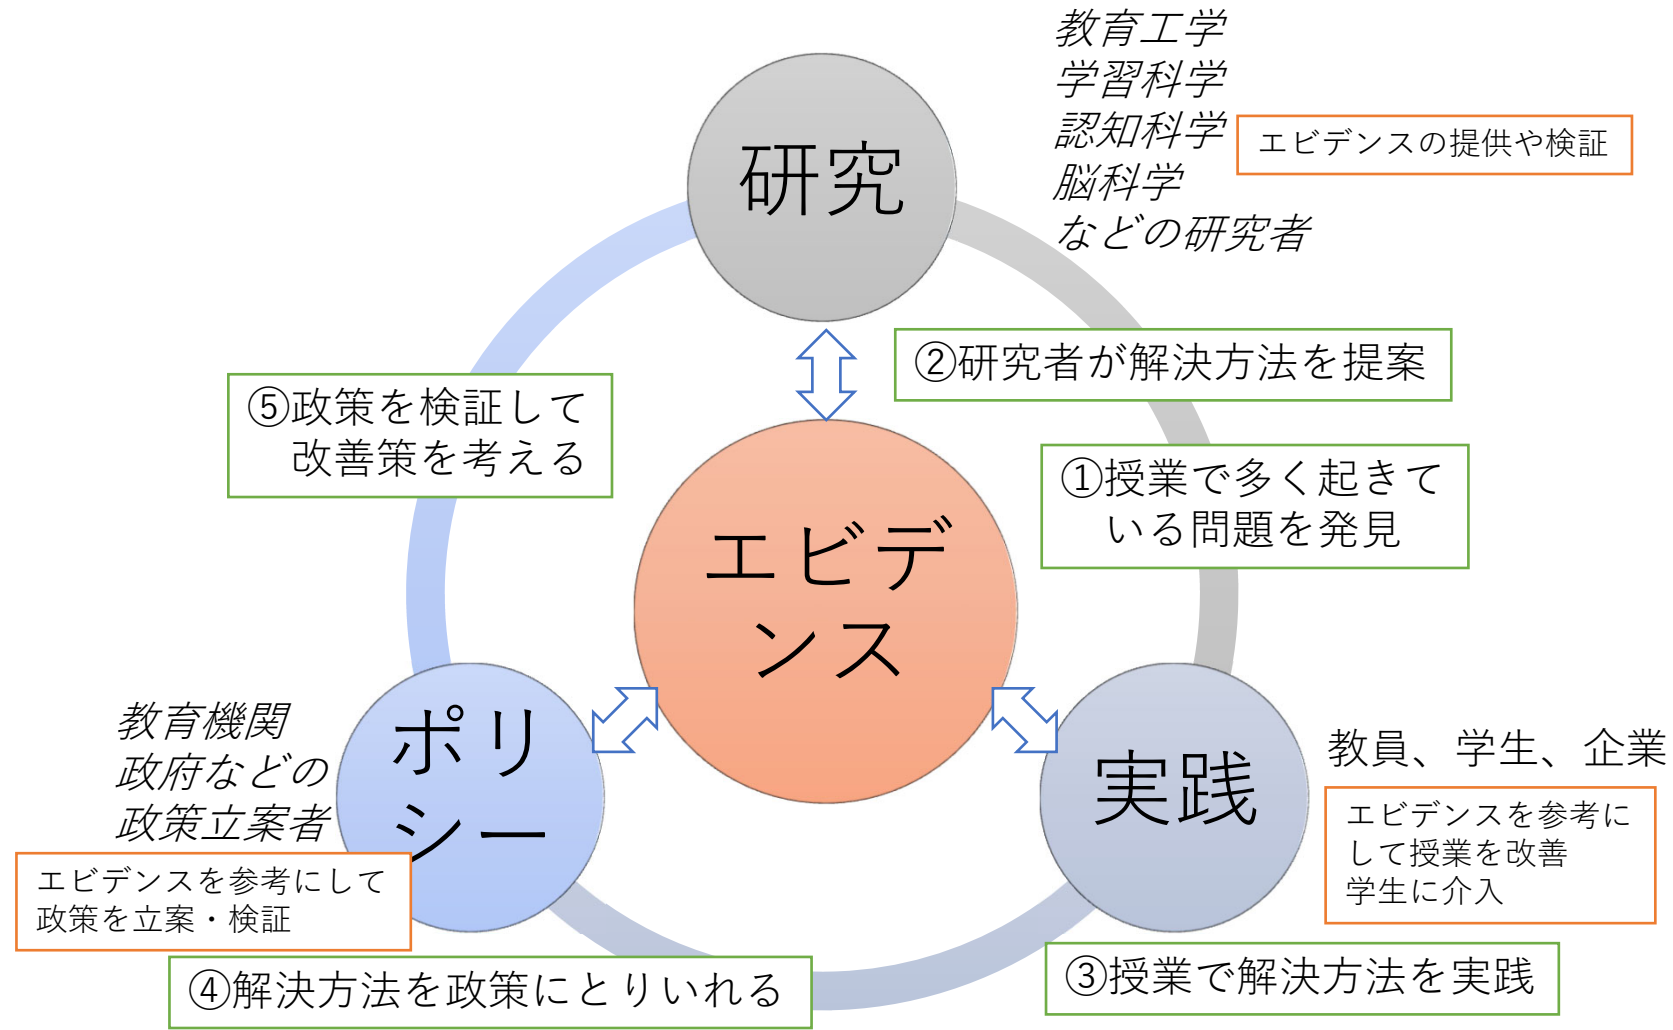 教育工学
学習科学
認知科学
脳科学
などの研究者
エビデンスの提供や検証
研究
②研究者が解決方法を提案
⑤政策を検証して
改善策を考える
①授業で多く起きて
いる問題を発見
エビデ
ンス
教育機関
政府などの
政策立案者
ポリ
シー
エビデンスを参考にして
政策を立案・検証
実践
教員、学生、企業
エビデンスを参考に
して授業を改善
学生に介入
④解決方法を政策にとりいれる
③授業で解決方法を実践